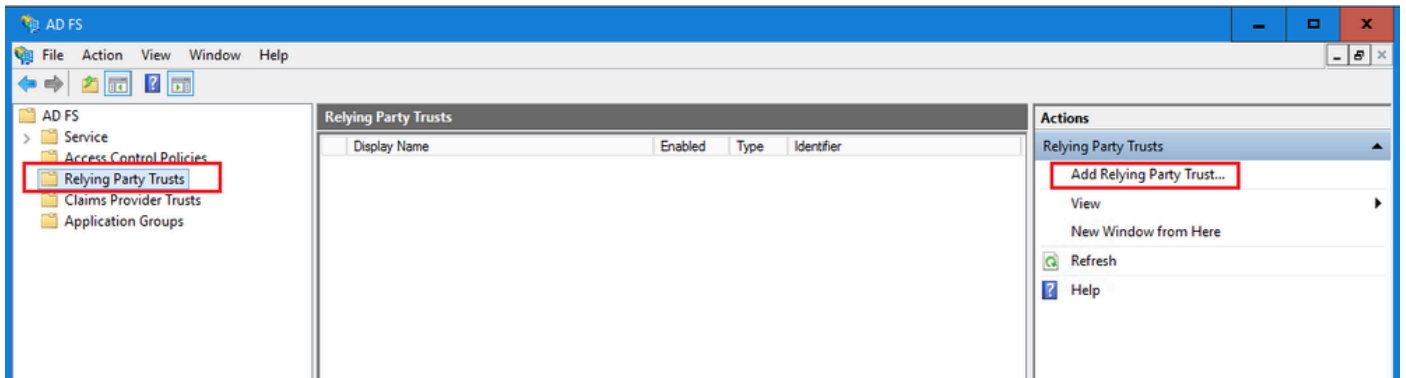 AD FS
File Action View Window Help
AD FS
Service
Access Control Policies
Relying Party Trusts
Claims Provider Trusts
Application Groups
Relying Party Trusts
Display Name Enabled Type Identifier
Actions
Relying Party Trusts
Add Relying Party Trust...
View
New Window from Here
Refresh
Help